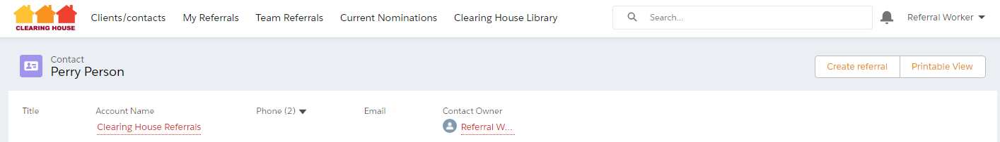 CLEARING HOUSE
Clients/contacts My Referrals Team Referrals Current Nominations Clearing House Library Search... Referral Worker
Contact
Perry Person
Create referral Printable View
Title Account Name Phone (2) Email Contact Owner
Clearing House Referrals Referral W...